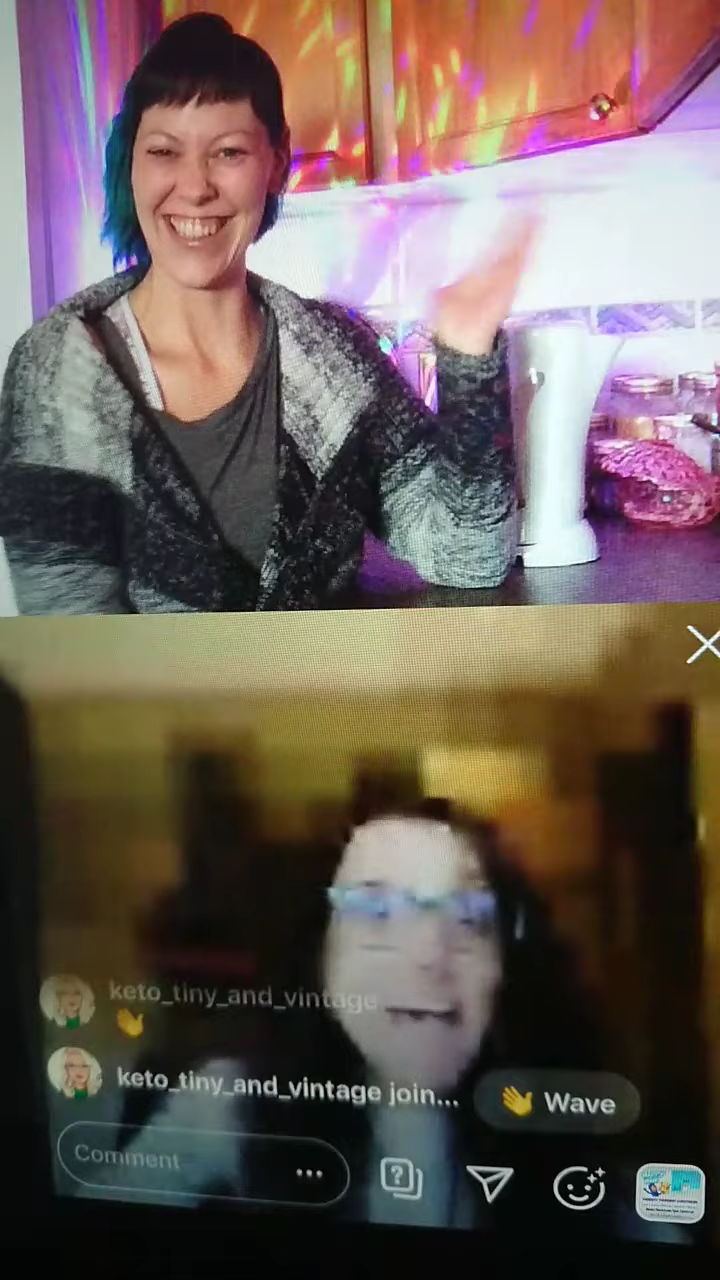 keto_tiny_and_vintage
👋
keto_tiny_and_vintage join...
👋 Wave
Comment